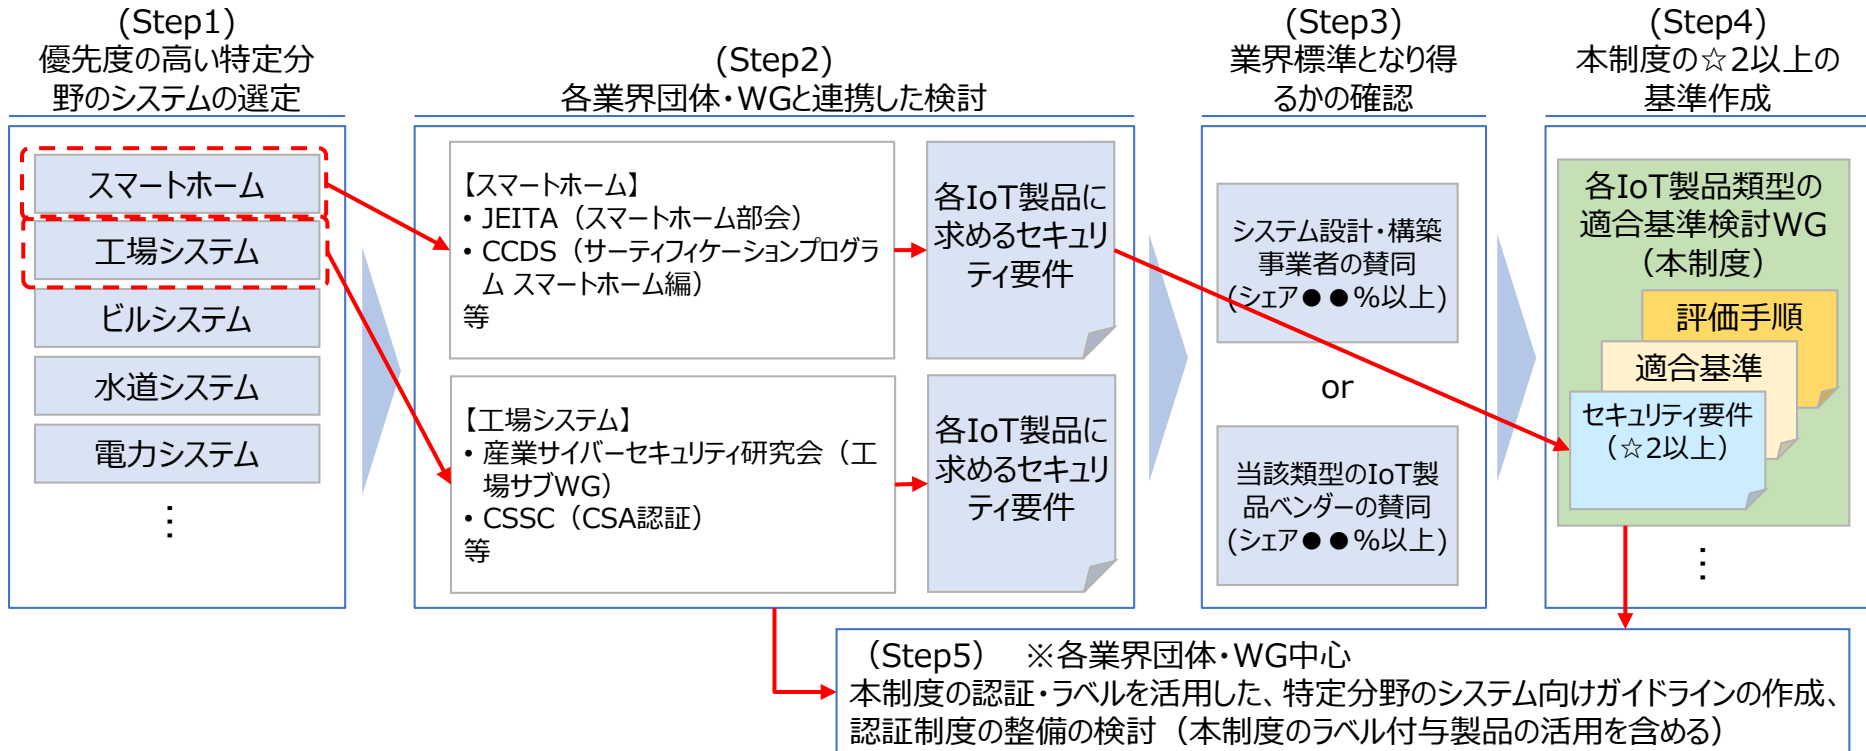 (Step1)
優先度の高い特定分
野のシステムの選定
スマートホーム
工場システム
ビルシステム
水道システム
電力システム
⋮
(Step2)
各業界団体・WGと連携した検討
【スマートホーム】
• JEITA（スマートホーム部会）
• CCDS（サーティフィケーションプログラ
ム スマートホーム編）
等
各IoT製品に
求めるセキュリ
ティ要件
【工場システム】
• 産業サイバーセキュリティ研究会（工
場サブWG）
• CSSC（CSA認証）
等
各IoT製品に
求めるセキュリ
ティ要件
(Step3)
業界標準となり得
るかの確認
システム設計・構築
事業者の賛同
(シェア●●%以上)
or
当該類型のIoT製
品ベンダーの賛同
(シェア●●%以上)
(Step4)
本制度の☆2以上の
基準作成
各IoT製品類型の
適合基準検討WG
（本制度）
評価手順
適合基準
セキュリティ要件
（☆2以上）
⋮
（Step5） ※各業界団体・WG中心
本制度の認証・ラベルを活用した、特定分野のシステム向けガイドラインの作成、
認証制度の整備の検討（本制度のラベル付与製品の活用を含める）